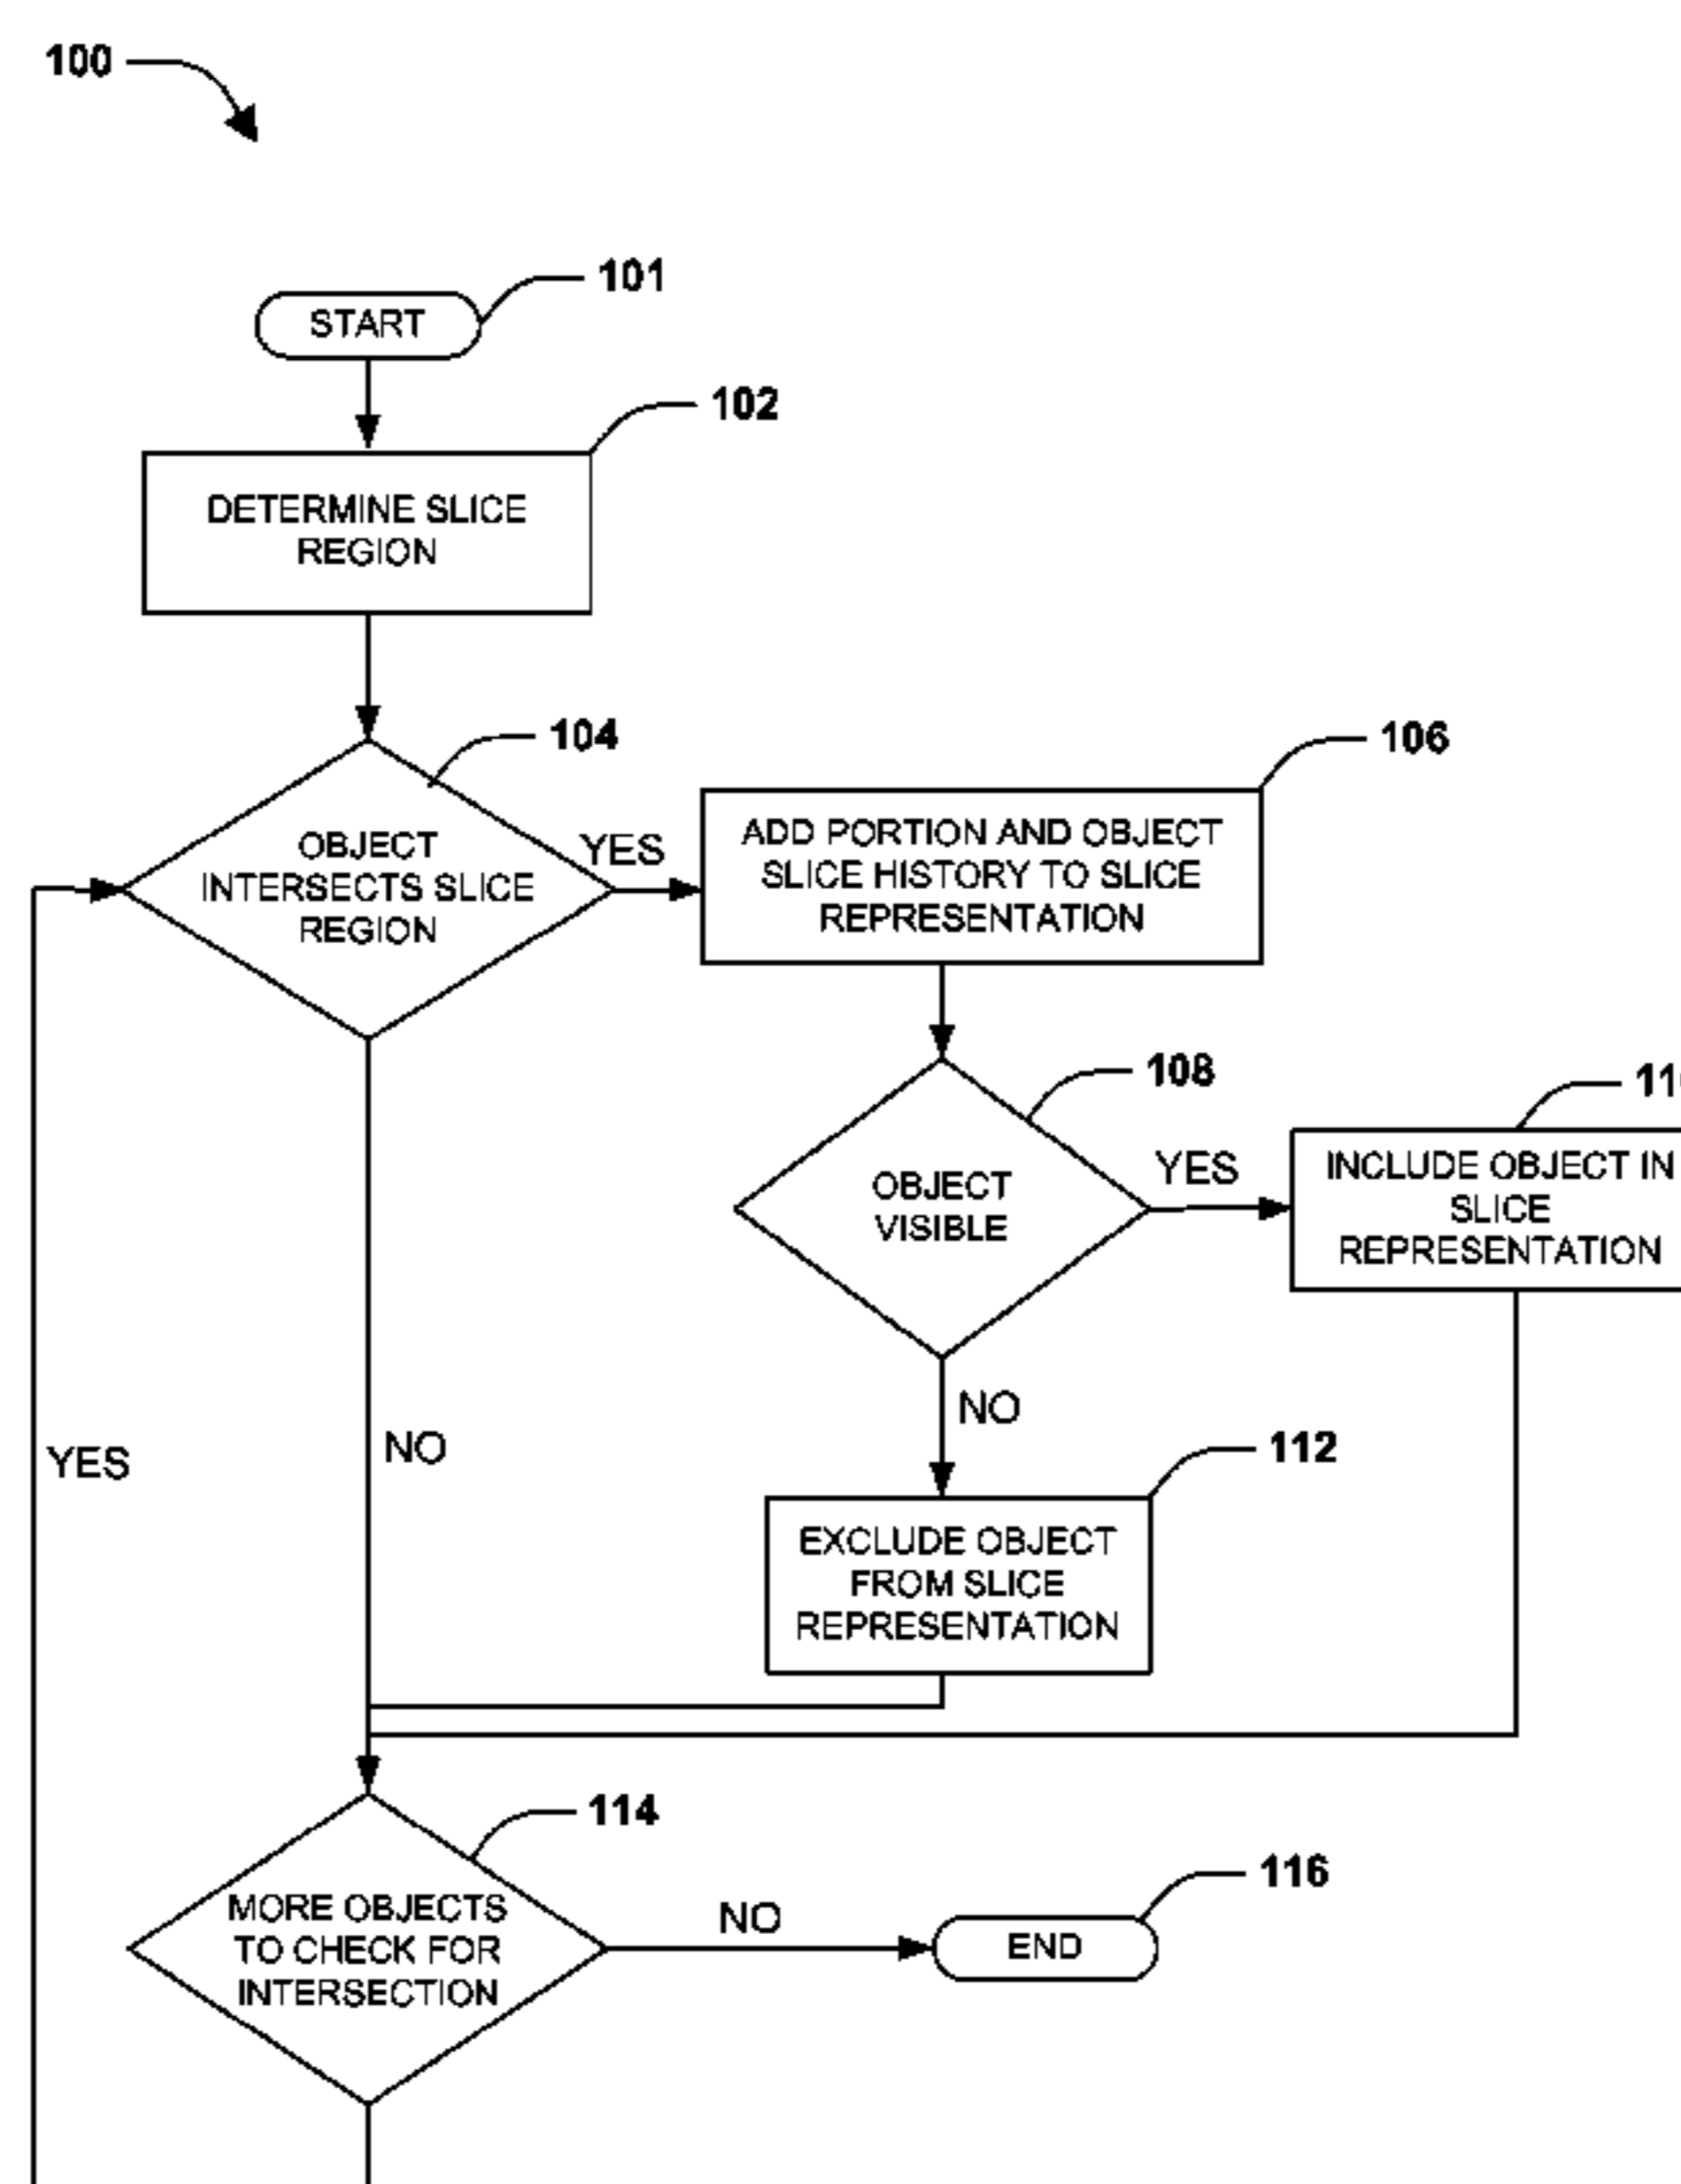 100
101
START
102
DETERMINE SLICE
REGION
104
OBJECT
INTERSECTS SLICE
REGION
YES
106
ADD PORTION AND OBJECT
SLICE HISTORY TO SLICE
REPRESENTATION
108
OBJECT
VISIBLE
YES
INCLUDE OBJECT IN
SLICE
REPRESENTATION
NO
YES
NO
112
EXCLUDE OBJECT
FROM SLICE
REPRESENTATION
114
MORE OBJECTS
TO CHECK FOR
INTERSECTION
NO
116
END